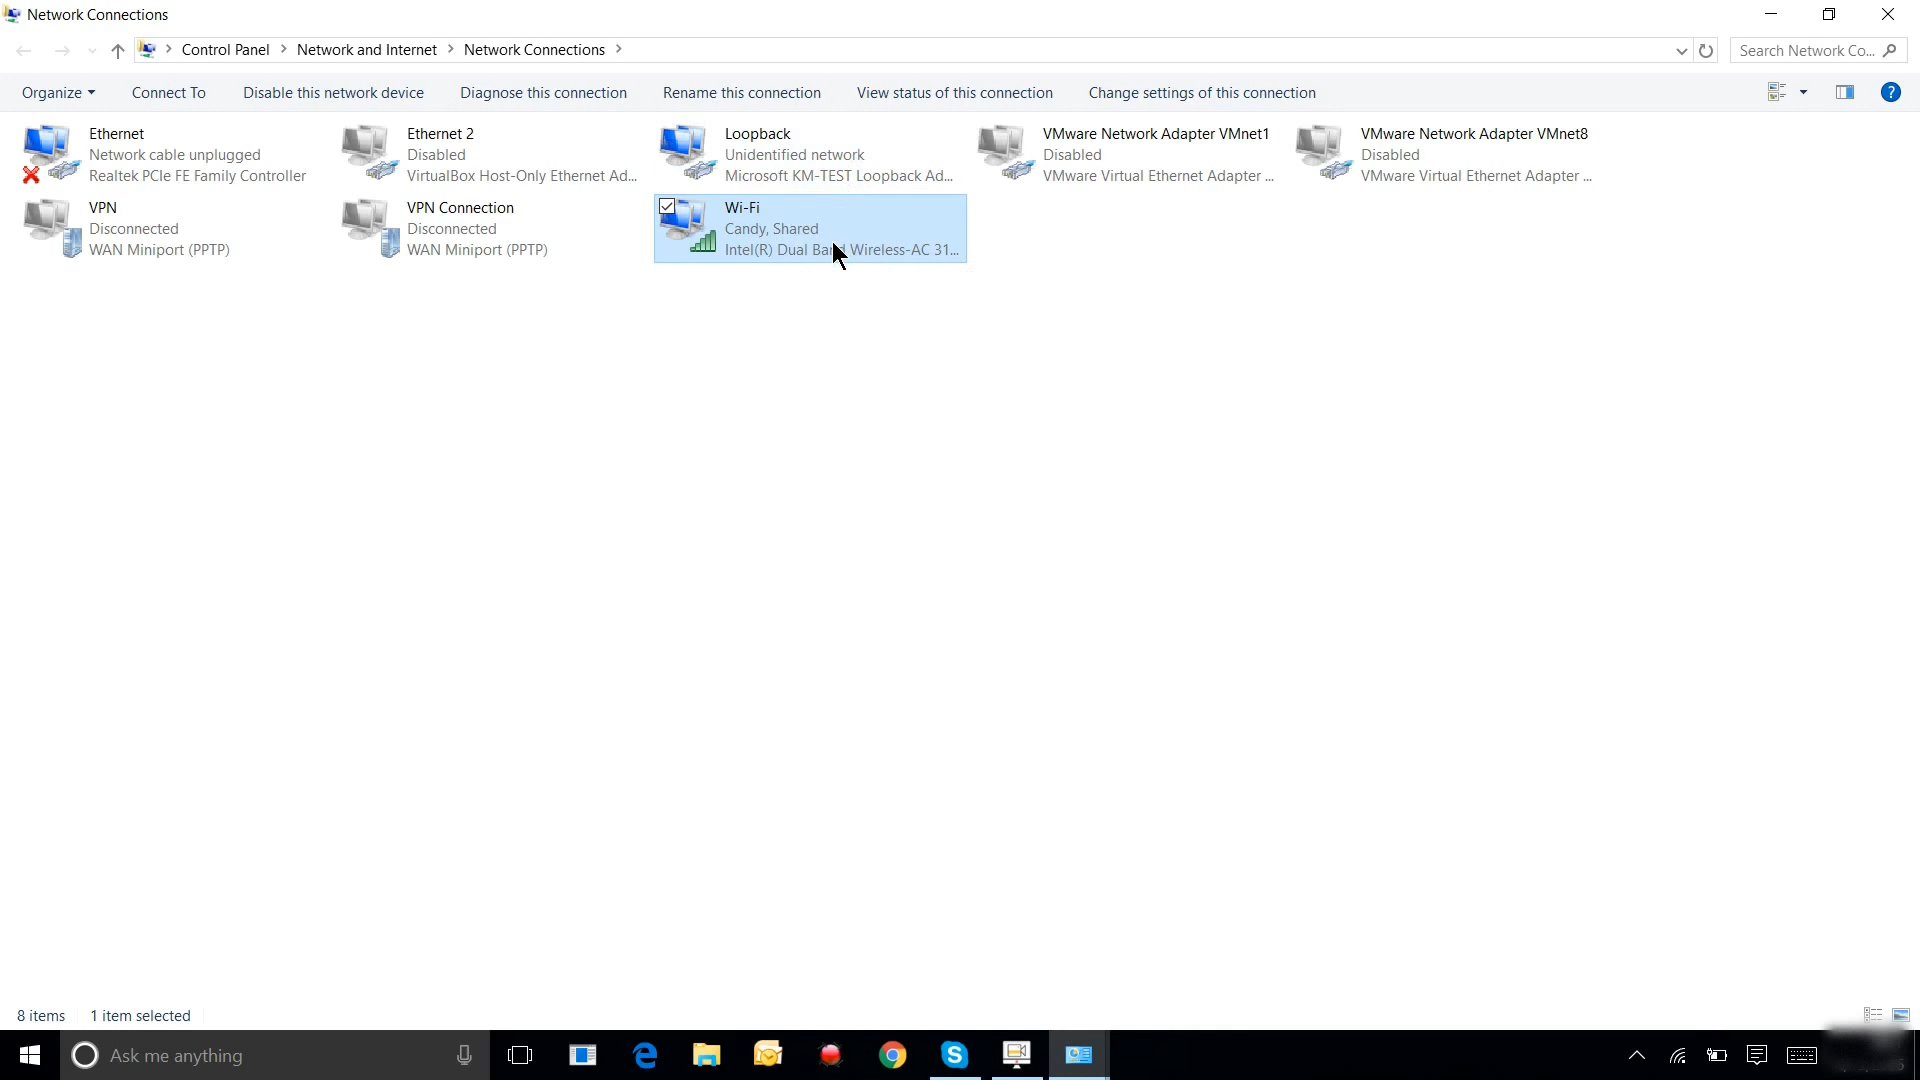 Network Connections
Control Panel > Network and Internet > Network Connections >
Search Network Co...
Organize
Connect To
Disable this network device
Diagnose this connection
Rename this connection
View status of this connection
Change settings of this connection
Ethernet
Network cable unplugged
Realtek PCIe FE Family Controller
Ethernet 2
Disabled
VirtualBox Host-Only Ethernet Ad...
Loopback
Unidentified network
Microsoft KM-TEST Loopback Ad...
VMware Network Adapter VMnet1
Disabled
VMware Virtual Ethernet Adapter ...
VMware Network Adapter VMnet8
Disabled
VMware Virtual Ethernet Adapter ...
VPN
Disconnected
WAN Miniport (PPTP)
VPN Connection
Disconnected
WAN Miniport (PPTP)
Wi-Fi
Candy, Shared
Intel(R) Dual Band Wireless-AC 31...
8 items
1 item selected
Ask me anything